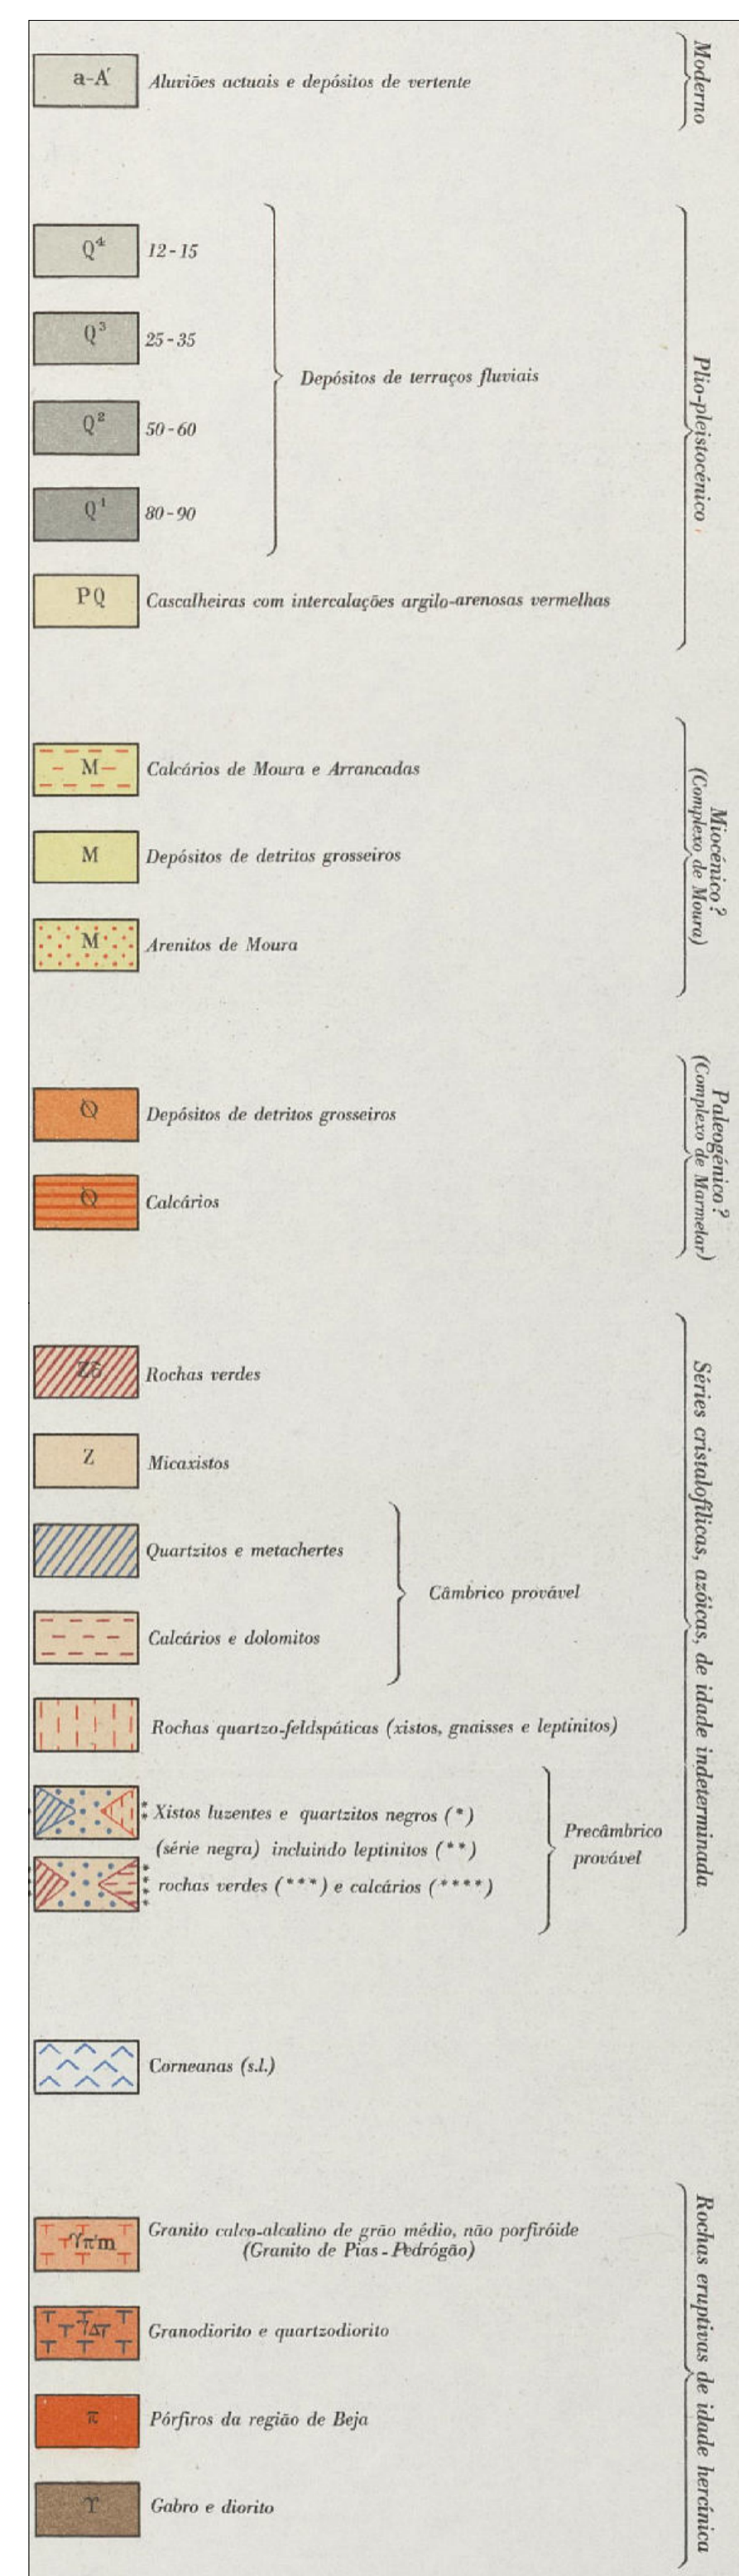 a-A' Aluviões actuais e depósitos de vertente
Moderno
Q⁴ 12-15
Q³ 25-35
Q² 50-60
Q¹ 80-90
Depósitos de terraços fluviais
PQ Cascalheiras com intercalações argilo-arenosas vermelhas
Plio-pleistocénico
M Calcários de Moura e Arrancadas
M Depósitos de detritos grosseiros
M Arenitos de Moura
Miocénico?
(Complexo de Moura)
Depósitos de detritos grosseiros
Calcários
Paleogénico?
(Complexo de Marmelar)
Zδ Rochas verdes
Z Micaxistos
Quartzitos e metachertes
Calcários e dolomitos
Câmbrico provável
Rochas quartzo-feldspáticas (xistos, gnaisses e leptinitos)
Xistos luzentes e quartzitos negros (*)
(série negra) incluindo leptinitos (**)
rochas verdes (***) e calcários (****)
Precâmbrico
provável
Séries cristalofílicas, azóicas, de idade indeterminada
Corneanas (s.l.)
γπm Granito calco-alcalino de grão médio, não porfiróide
(Granito de Pias - Pedrógão)
Granodiorito e quartzodiorito
π Pórfiros da região de Beja
Gabro e diorito
Rochas eruptivas de idade hercínica